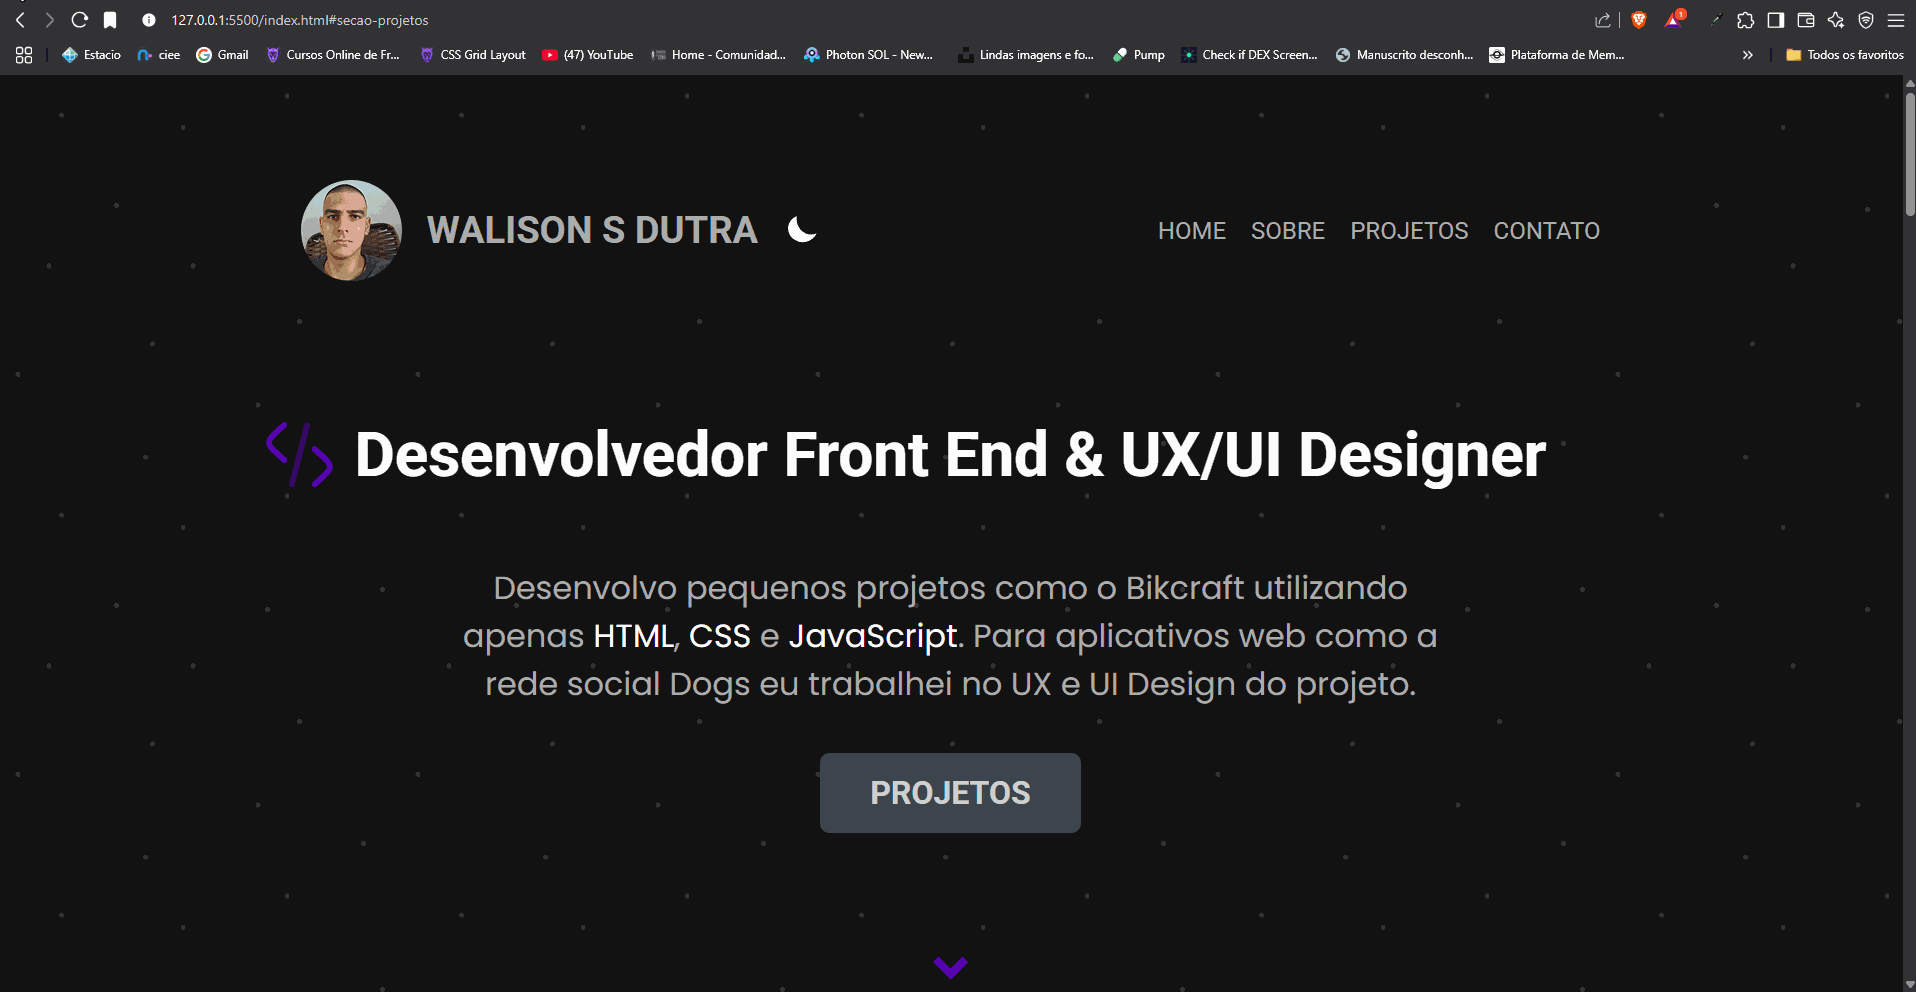 127.0.0.1:5500/index.html#secao-projetos
1
Estacio
ciee
Gmail
Cursos Online de Fr...
CSS Grid Layout
(47) YouTube
Home - Comunidad...
Photon SOL - New...
Lindas imagens e fo...
Pump
Check if DEX Screen...
Manuscrito desconh...
Plataforma de Mem...
Todos os favoritos
WALISON S DUTRA
HOME
SOBRE
PROJETOS
CONTATO
Desenvolvedor Front End & UX/UI Designer
Desenvolvo pequenos projetos como o Bikcraft utilizando
apenas HTML, CSS e JavaScript. Para aplicativos web como a
rede social Dogs eu trabalhei no UX e UI Design do projeto.
PROJETOS